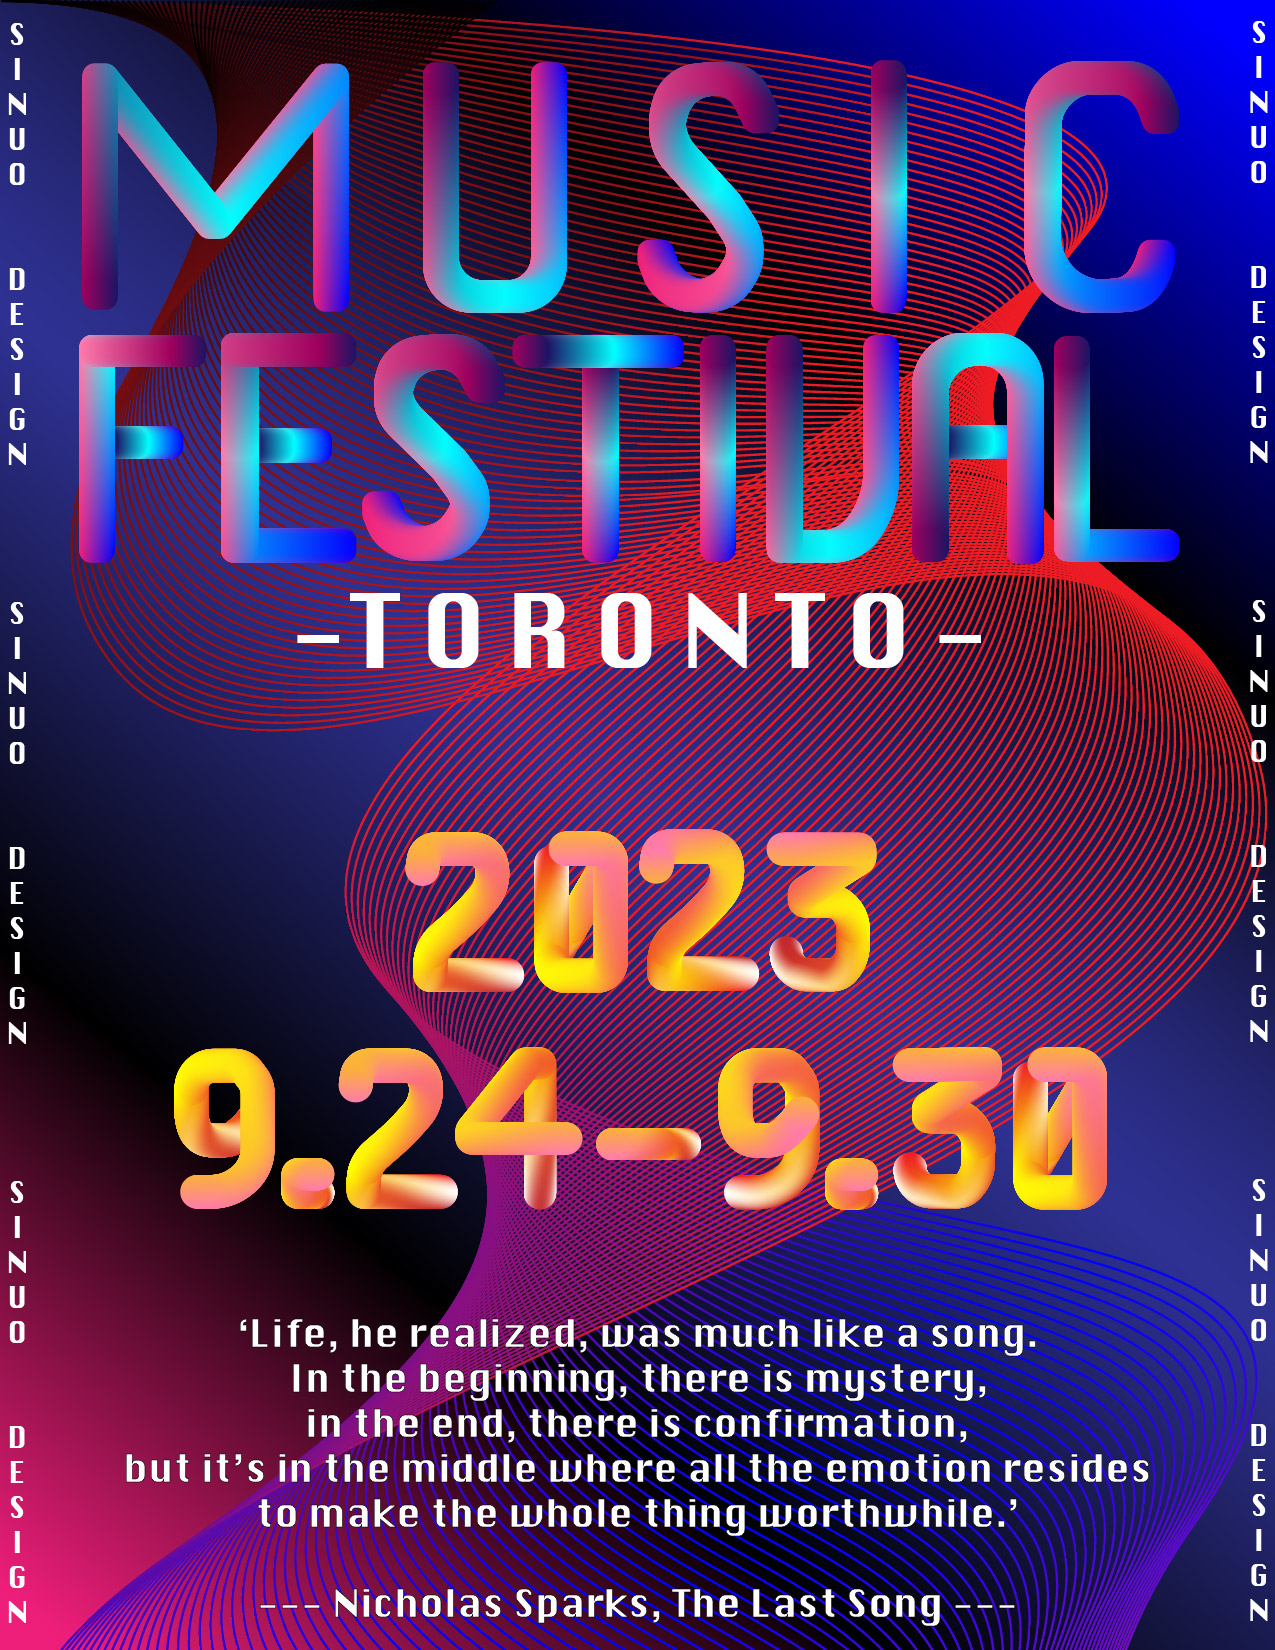 MUSIC
FESTIVAL
–TORONTO–
2023
9.24–9.30
‘Life, he realized, was much like a song.
In the beginning, there is mystery,
in the end, there is confirmation,
but it’s in the middle where all the emotion resides
to make the whole thing worthwhile.’
--- Nicholas Sparks, The Last Song ---
SINUO DESIGN SINUO DESIGN SINUO DESIGN
SINUO DESIGN SINUO DESIGN SINUO DESIGN